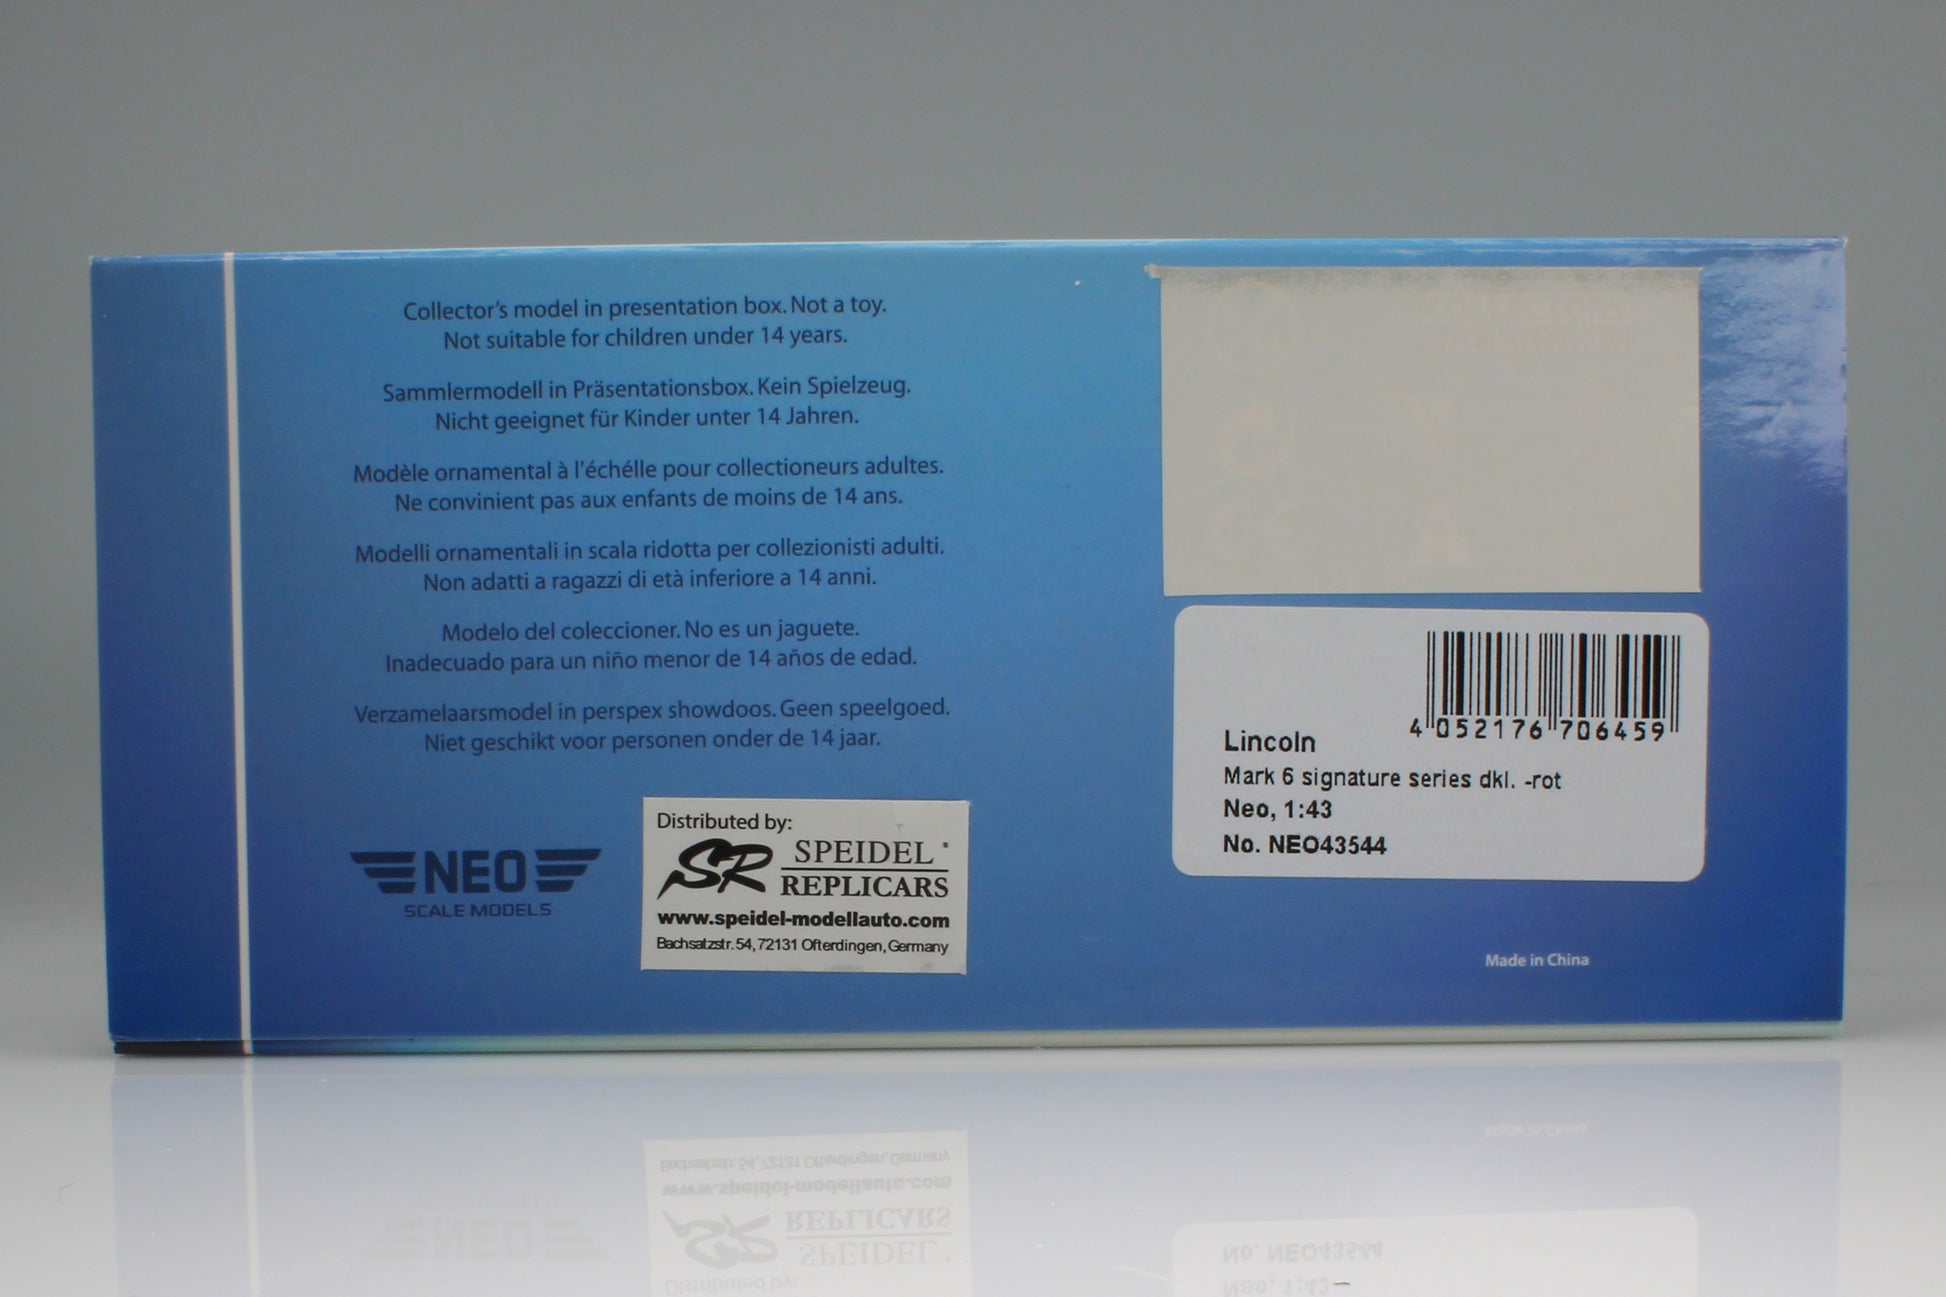 Collector's model in presentation box. Not a toy.
Not suitable for children under 14 years.
Sammlermodell in Präsentationsbox. Kein Spielzeug.
Nicht geeignet für Kinder unter 14 Jahren.
Modèle ornamental à l'échélle pour collectioneurs adultes.
Ne convinient pas aux enfants de moins de 14 ans.
Modelli ornamentali in scala ridotta per collezionisti adulti.
Non adatti a ragazzi di età inferiore a 14 anni.
Modelo del coleccioner. No es un jaguete.
Inadecuado para un niño menor de 14 años de edad.
Verzamelaarsmodel in perspex showdoos. Geen speelgoed.
Niet geschikt voor personen onder de 14 jaar.
NEO
SCALE MODELS
Distributed by:
SR SPEIDEL
REPLICARS
www.speidel-modellauto.com
Bachsatzstr. 54, 72131 Ofterdingen, Germany
4 052176 706459
Lincoln
Mark 6 signature series dkl. -rot
Neo, 1:43
No. NEO43544
Made in China